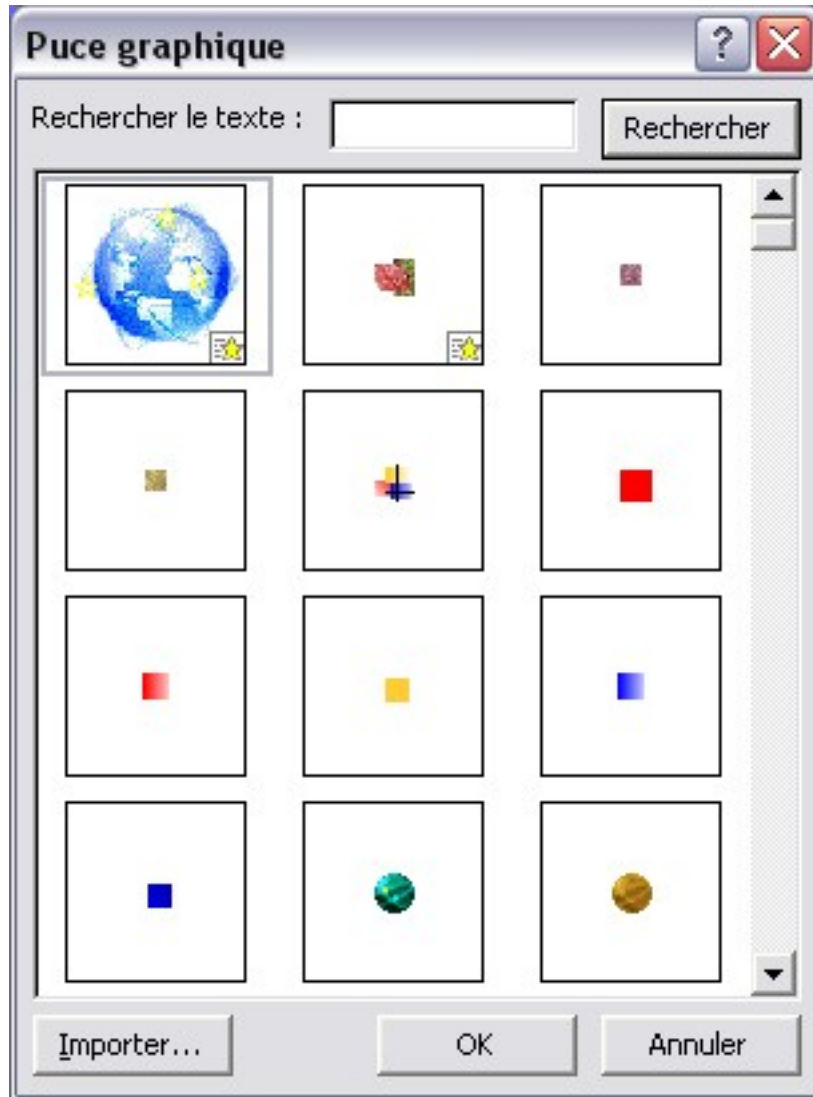 Puce graphique
Rechercher le texte :
Rechercher
Importer...
OK
Annuler